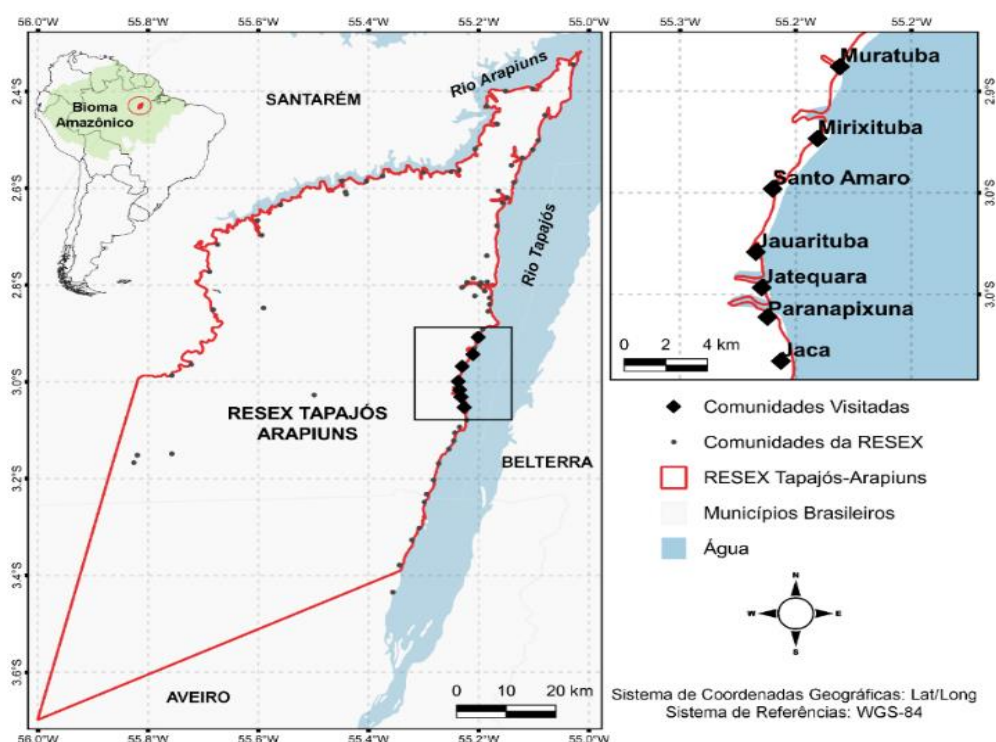 56.0°W
55.8°W
55.6°W
55.4°W
55.2°W
55.0°W
2.4°S
2.6°S
2.8°S
3.0°S
3.2°S
3.4°S
3.6°S
Bioma
Amazônico
SANTARÉM
Rio Arapiuns
Rio Tapajós
RESEX TAPAJÓS
ARAPIUNS
BELTERRA
AVEIRO
0 10 20 km
56.0°W
55.8°W
55.6°W
55.4°W
55.2°W
55.0°W
55.3°W
55.2°W
55.2°W
2.9°S
3.0°S
3.0°S
Muratuba
Mirixituba
Santo Amaro
Jauarituba
Jatequara
Paranapixuna
Jaca
0 2 4 km
Comunidades Visitadas
Comunidades da RESEX
RESEX Tapajós-Arapiuns
Municípios Brasileiros
Água
N
W
E
S
Sistema de Coordenadas Geográficas: Lat/Long
Sistema de Referências: WGS-84